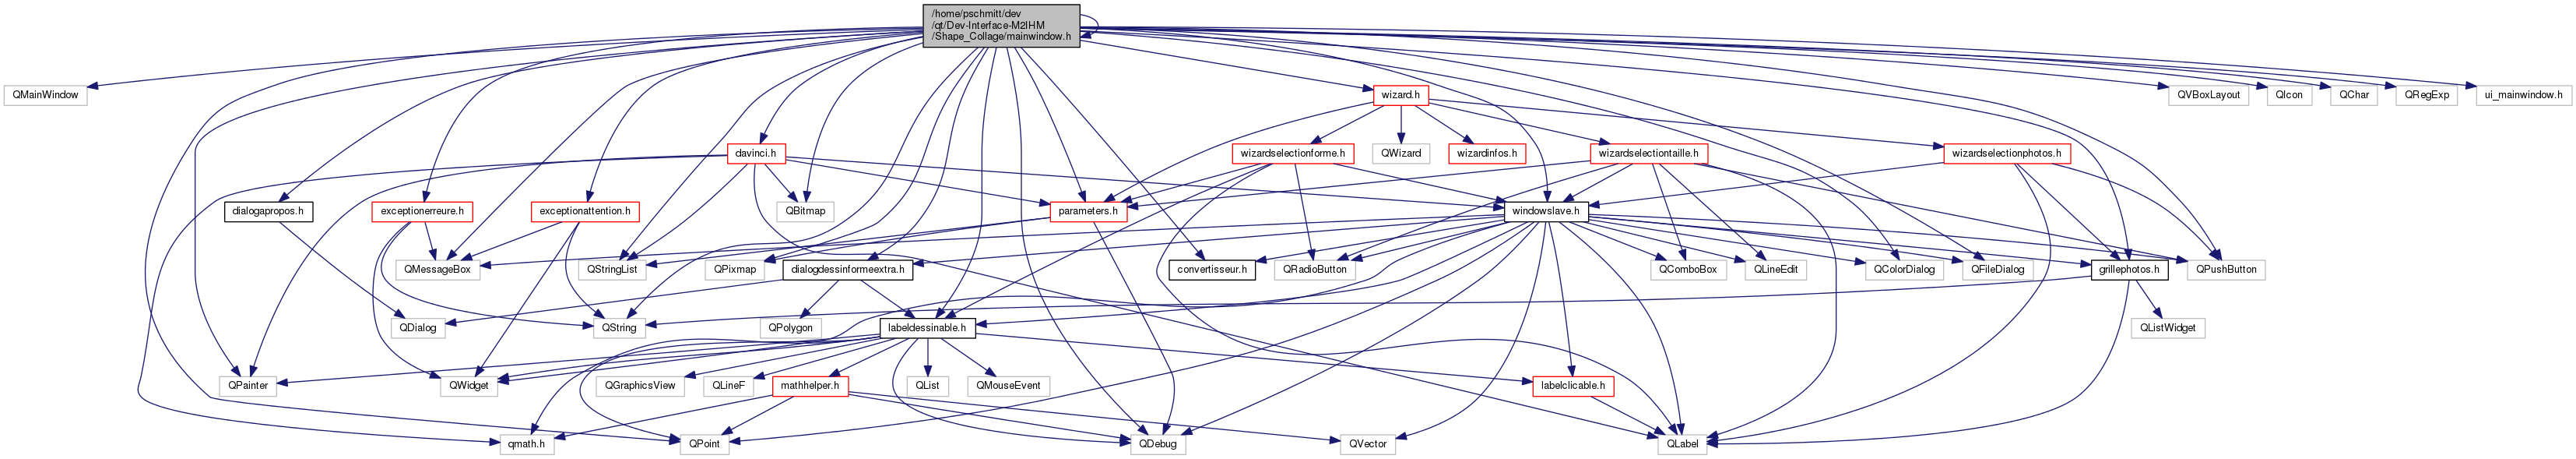 /home/pschmitt/dev
/qt/Dev-Interface-M2IHM
/Shape_Collage/mainwindow.h
QMainWindow
wizard.h
QVBoxLayout
QIcon
QChar
QRegExp
ui_mainwindow.h
davinci.h
wizardselectionforme.h
QWizard
wizardinfos.h
wizardselectiontaille.h
wizardselectionphotos.h
dialogapropos.h
exceptionerreure.h
exceptionattention.h
QBitmap
parameters.h
windowslave.h
QMessageBox
QStringList
QPixmap
dialogdessinformeextra.h
convertisseur.h
QRadioButton
QComboBox
QLineEdit
QColorDialog
QFileDialog
grillephotos.h
QPushButton
QDialog
QString
QPolygon
labeldessinable.h
QListWidget
QPainter
QWidget
QGraphicsView
QLineF
mathhelper.h
QList
QMouseEvent
labelclicable.h
qmath.h
QPoint
QDebug
QVector
QLabel